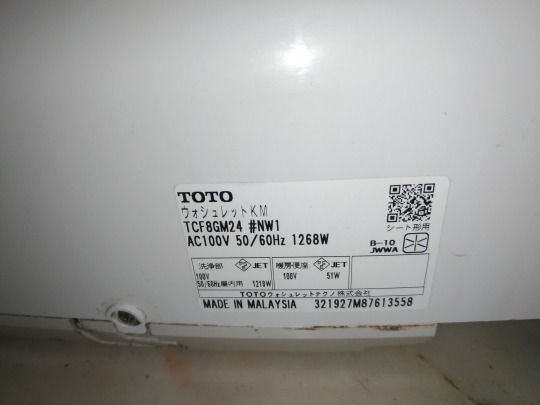 TOTO
ウォシュレットKM
TCF8GM24 #NW1
AC100V 50/60Hz 1268W
シート形用
B-10
JWWA
洗浄部 JET
100V
50/60Hz屋内用 1218W
暖房便座 JET
100V 51W
TOTOウォシュレットテクノ株式会社
MADE IN MALAYSIA 321927M87613558